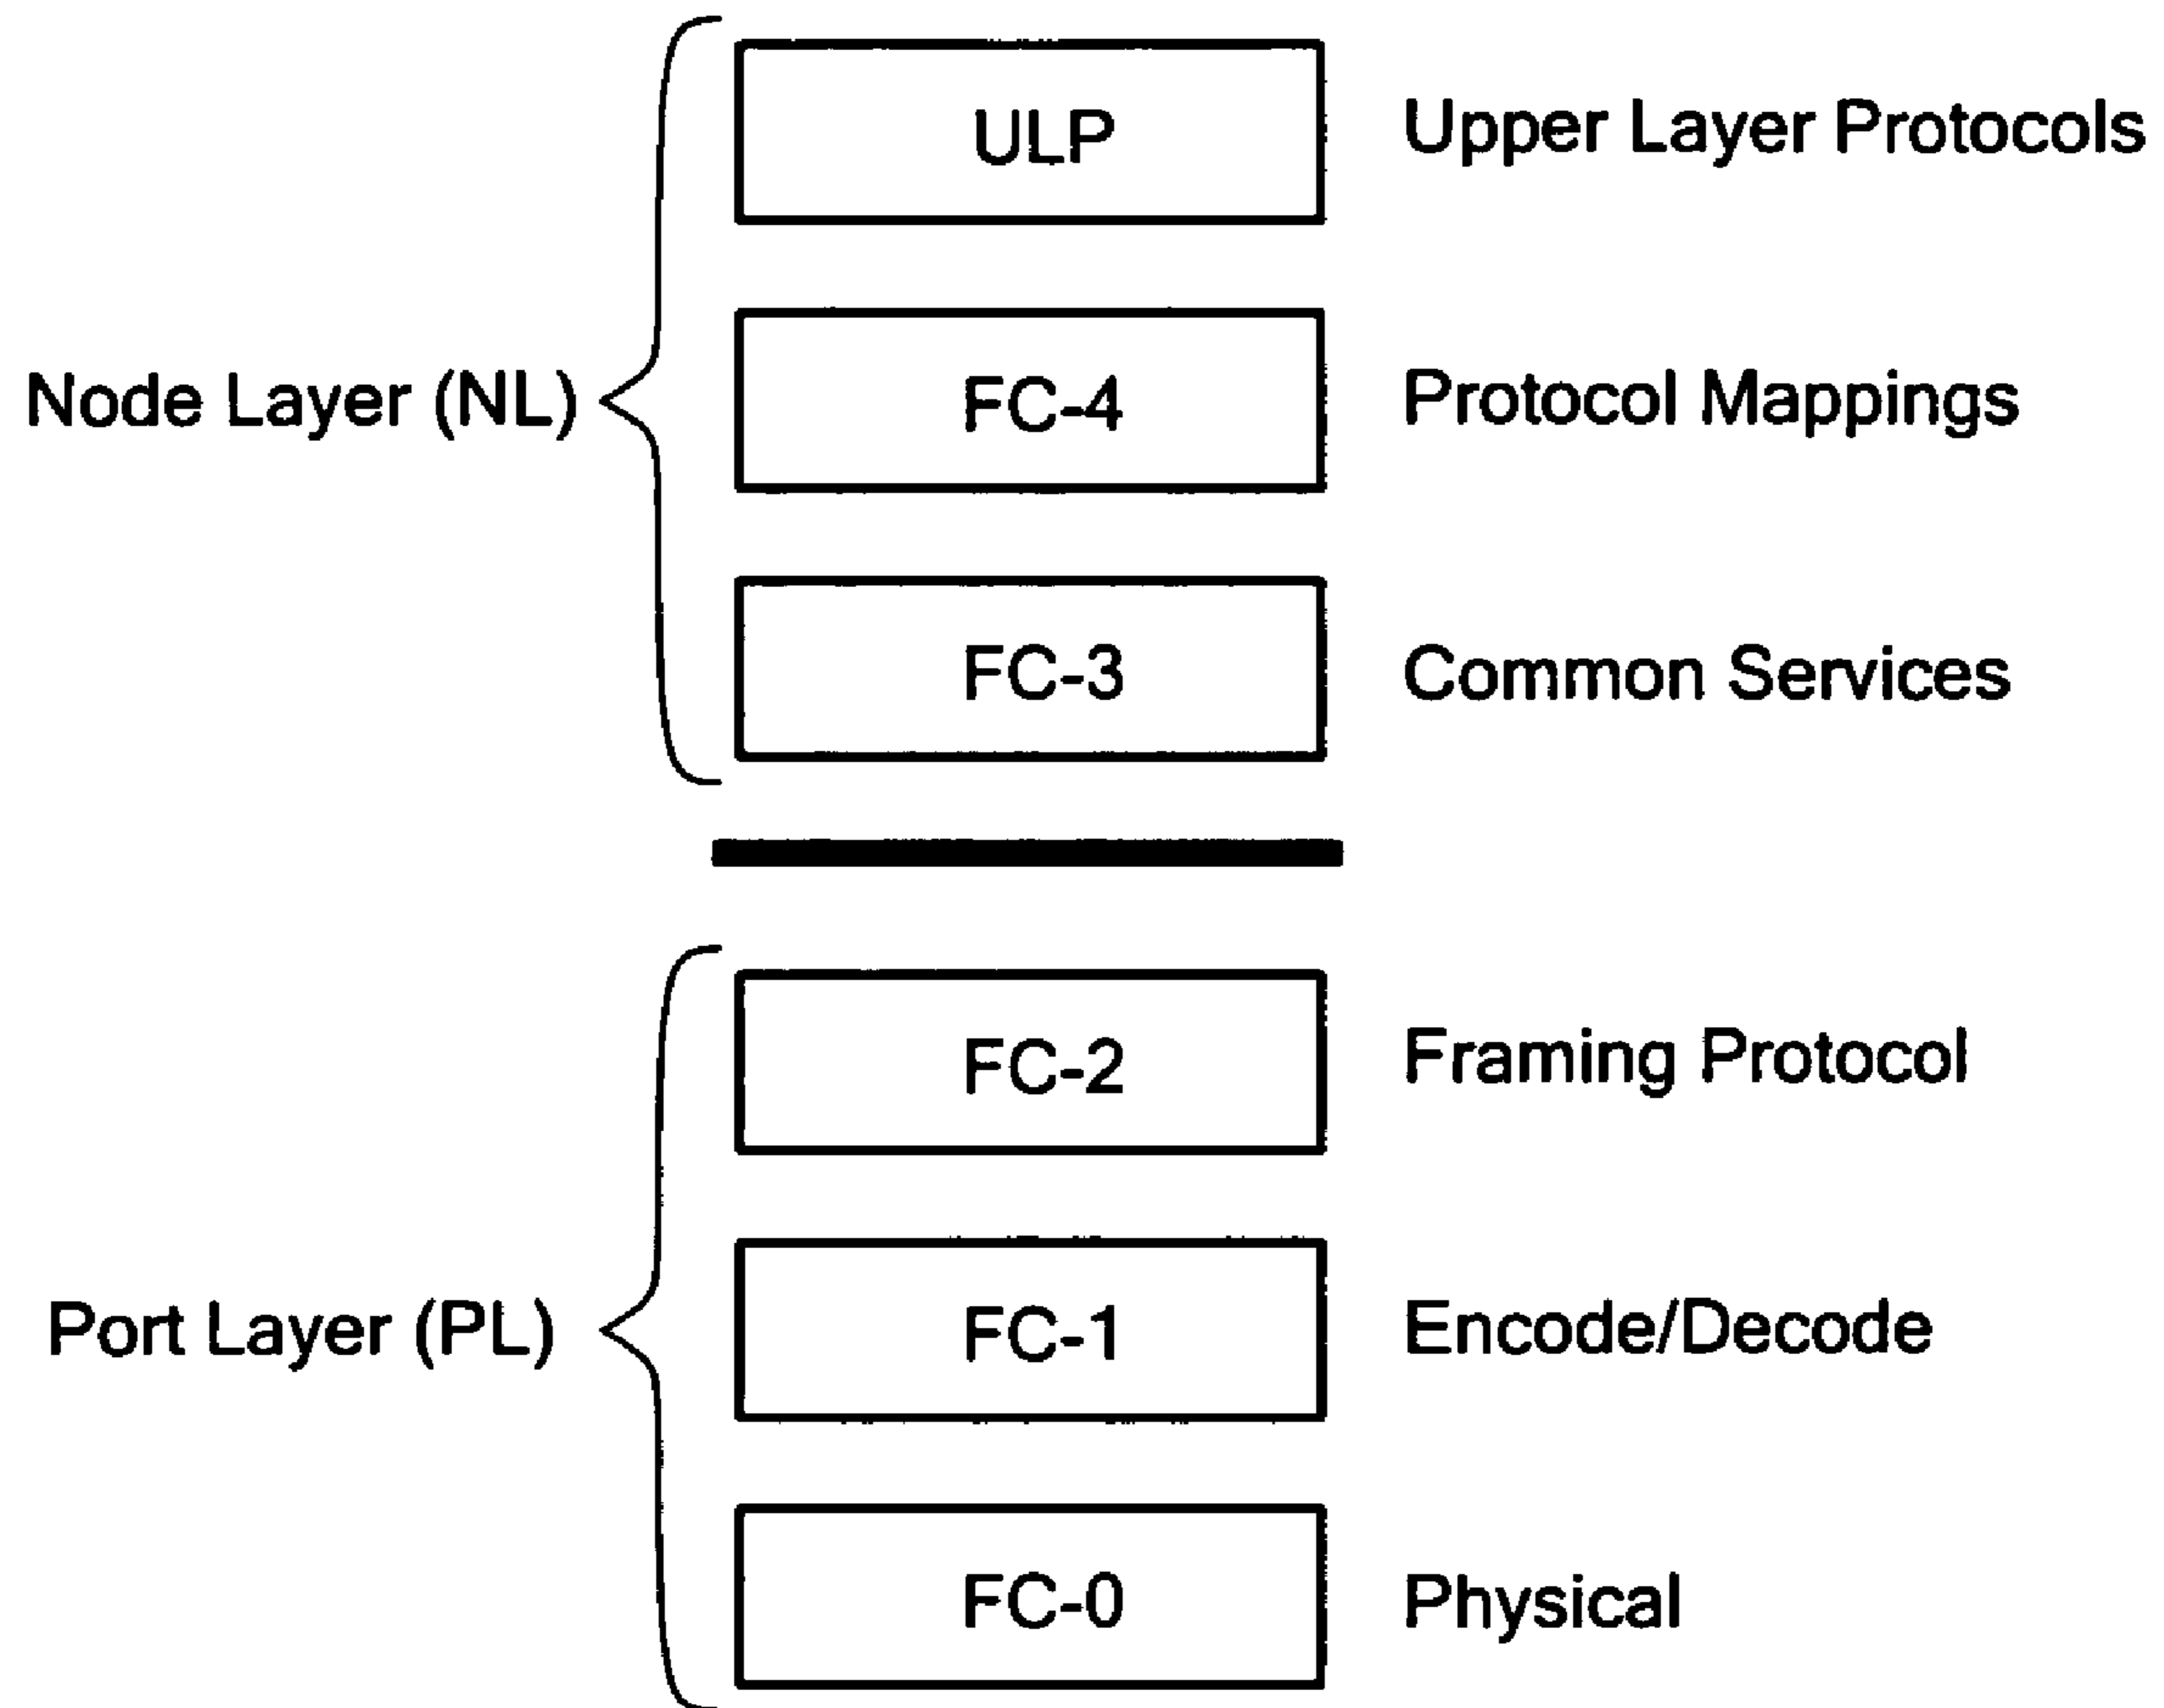 ULP
Upper Layer Protocols
Node Layer (NL)
FC-4
Protocol Mappings
FC-3
Common Services
FC-2
Framing Protocol
Port Layer (PL)
FC-1
Encode/Decode
FC-0
Physical